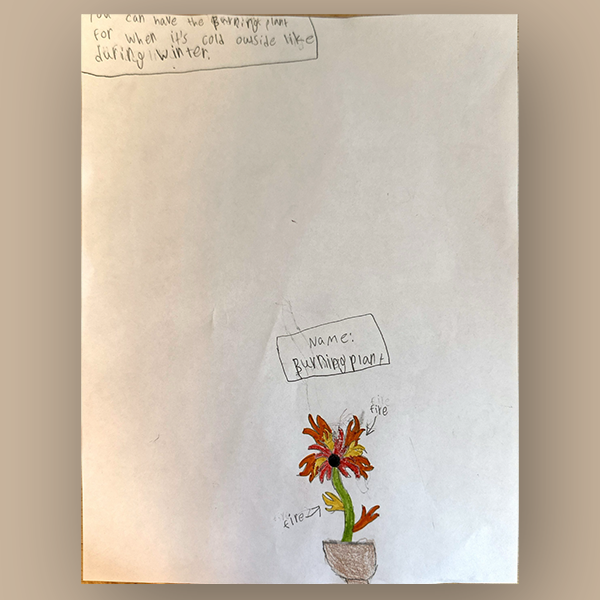 You can have the Burning plant
for when it's cold outside like
during winter.
Name:
Burning plant
fire
fire